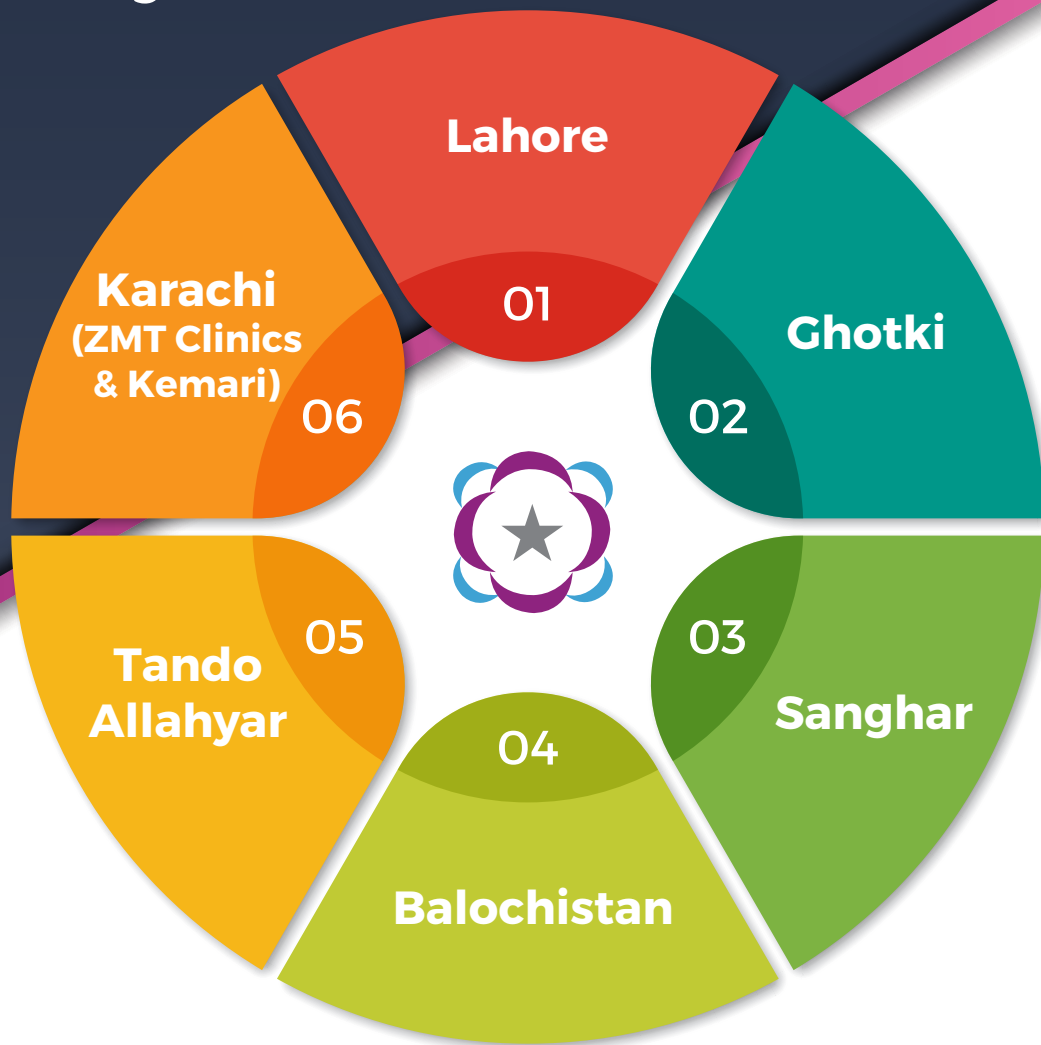 Lahore
01
Ghotki
02
03
Sanghar
04
Balochistan
05
Tando
Allahyar
Karachi
(ZMT Clinics
& Kemari)
06